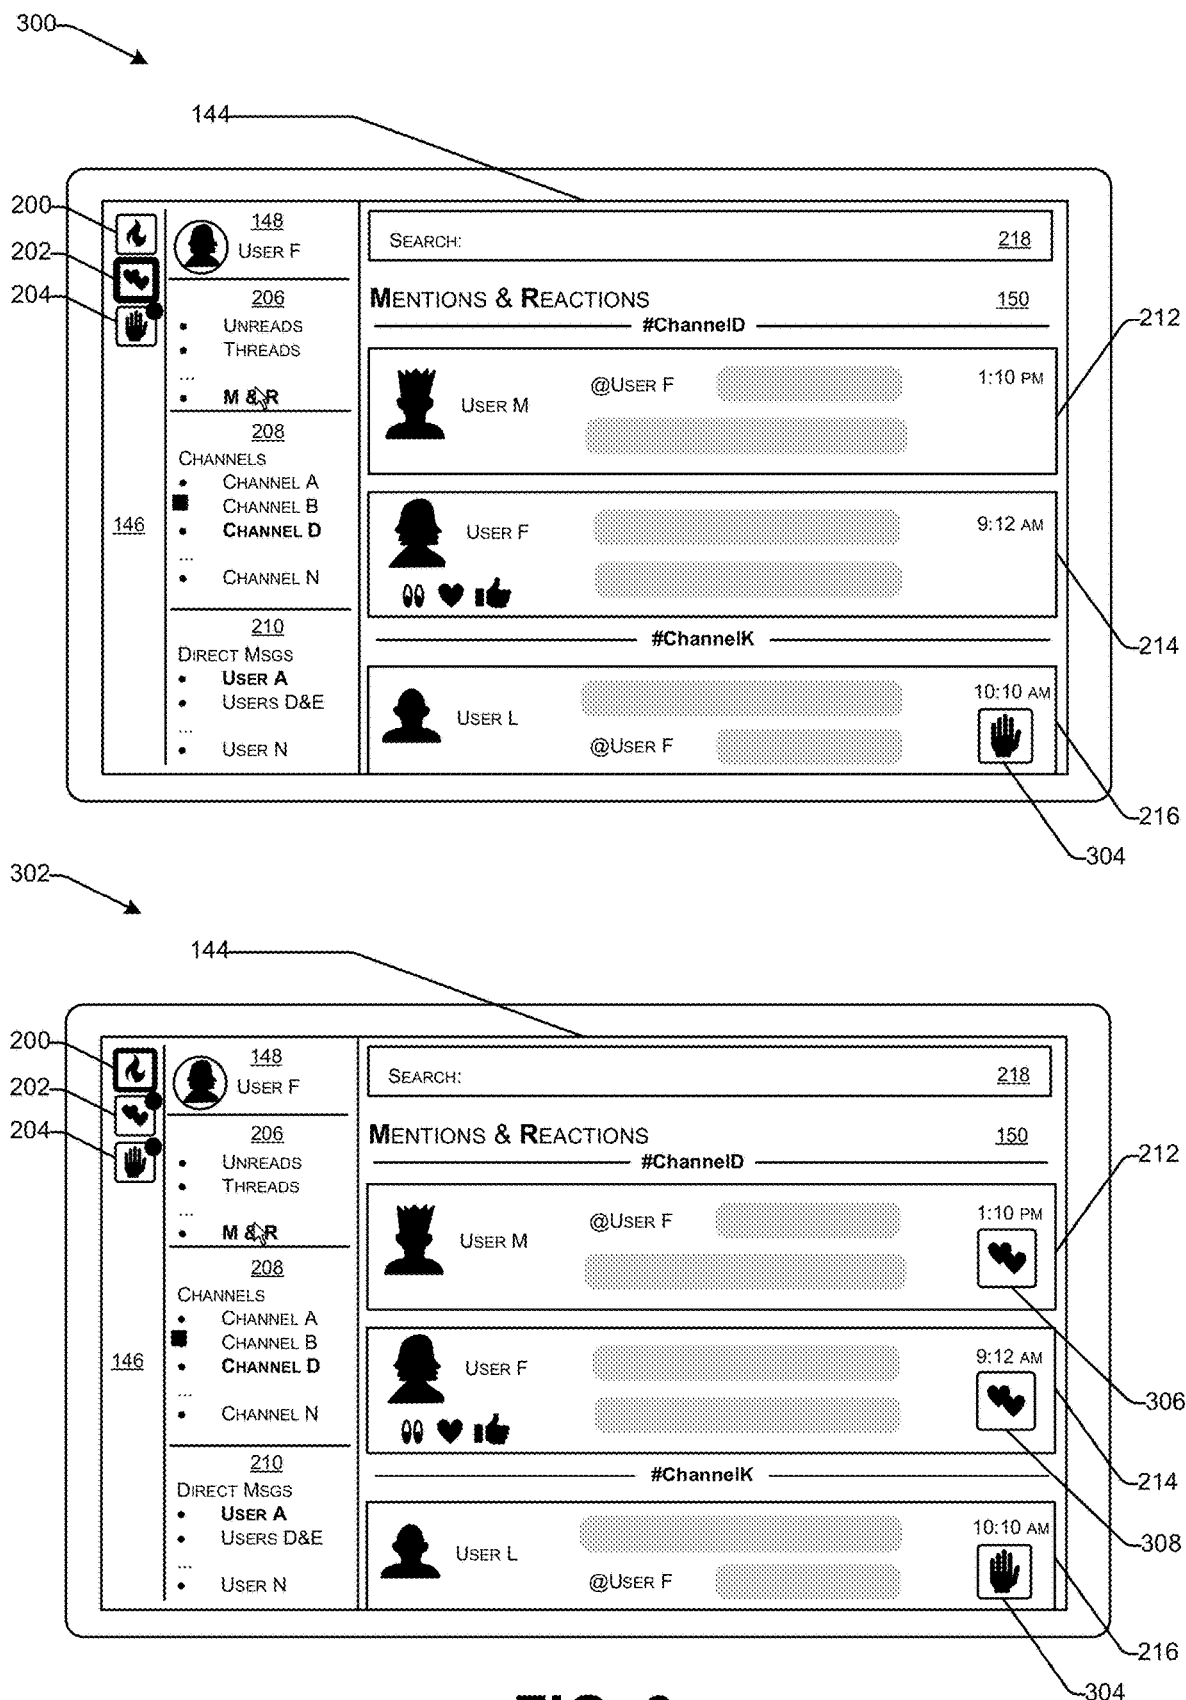 300
144
200
148
USER F
SEARCH:
218
202
204
206
MENTIONS & REACTIONS
150
UNREADS
#ChannelD
212
THREADS
...
M & R
USER M
@USER F
1:10 PM
208
CHANNELS
CHANNEL A
CHANNEL B
146
CHANNEL D
...
CHANNEL N
USER F
9:12 AM
210
#ChannelK
214
DIRECT MSGS
USER A
USERS D&E
...
USER N
USER L
@USER F
10:10 AM
216
304
302
144
200
148
USER F
SEARCH:
218
202
204
206
MENTIONS & REACTIONS
150
UNREADS
#ChannelD
212
THREADS
...
M & R
USER M
@USER F
1:10 PM
208
CHANNELS
CHANNEL A
CHANNEL B
146
CHANNEL D
...
CHANNEL N
USER F
9:12 AM
306
210
#ChannelK
214
DIRECT MSGS
USER A
USERS D&E
...
USER N
USER L
@USER F
10:10 AM
308
216
304